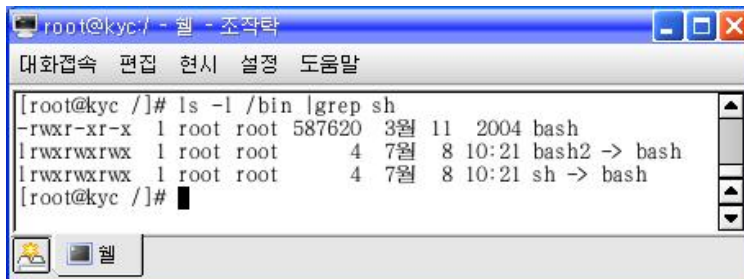 root@kyc:/ - 웰 - 조작탁
대화접속 편집 현시 설정 도움말
[root@kyc /]# ls -l /bin |grep sh
-rwxr-xr-x 1 root root 587620 3월 11 2004 bash
lrwxrwxrwx 1 root root 4 7월 8 10:21 bash2 -> bash
lrwxrwxrwx 1 root root 4 7월 8 10:21 sh -> bash
[root@kyc /]#
웰